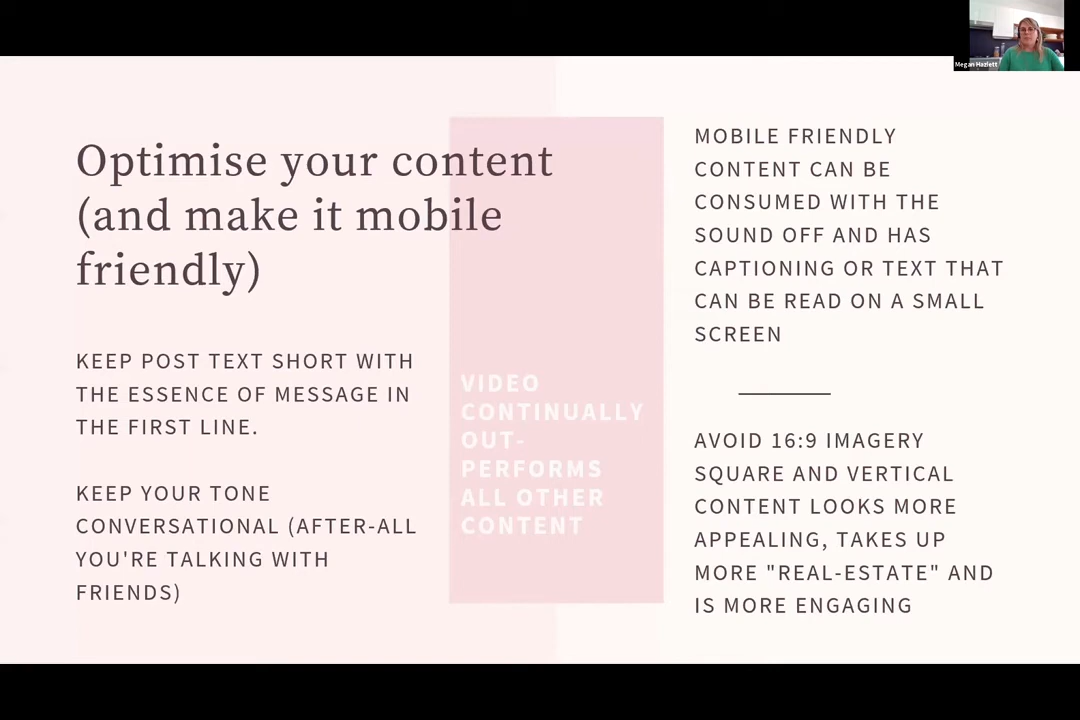 Megan Hazlett
Optimise your content
(and make it mobile
friendly)
KEEP POST TEXT SHORT WITH
THE ESSENCE OF MESSAGE IN
THE FIRST LINE.
KEEP YOUR TONE
CONVERSATIONAL (AFTER-ALL
YOU'RE TALKING WITH
FRIENDS)
VIDEO
CONTINUALLY
OUT-
PERFORMS
ALL OTHER
CONTENT
MOBILE FRIENDLY
CONTENT CAN BE
CONSUMED WITH THE
SOUND OFF AND HAS
CAPTIONING OR TEXT THAT
CAN BE READ ON A SMALL
SCREEN
AVOID 16:9 IMAGERY
SQUARE AND VERTICAL
CONTENT LOOKS MORE
APPEALING, TAKES UP
MORE "REAL-ESTATE" AND
IS MORE ENGAGING